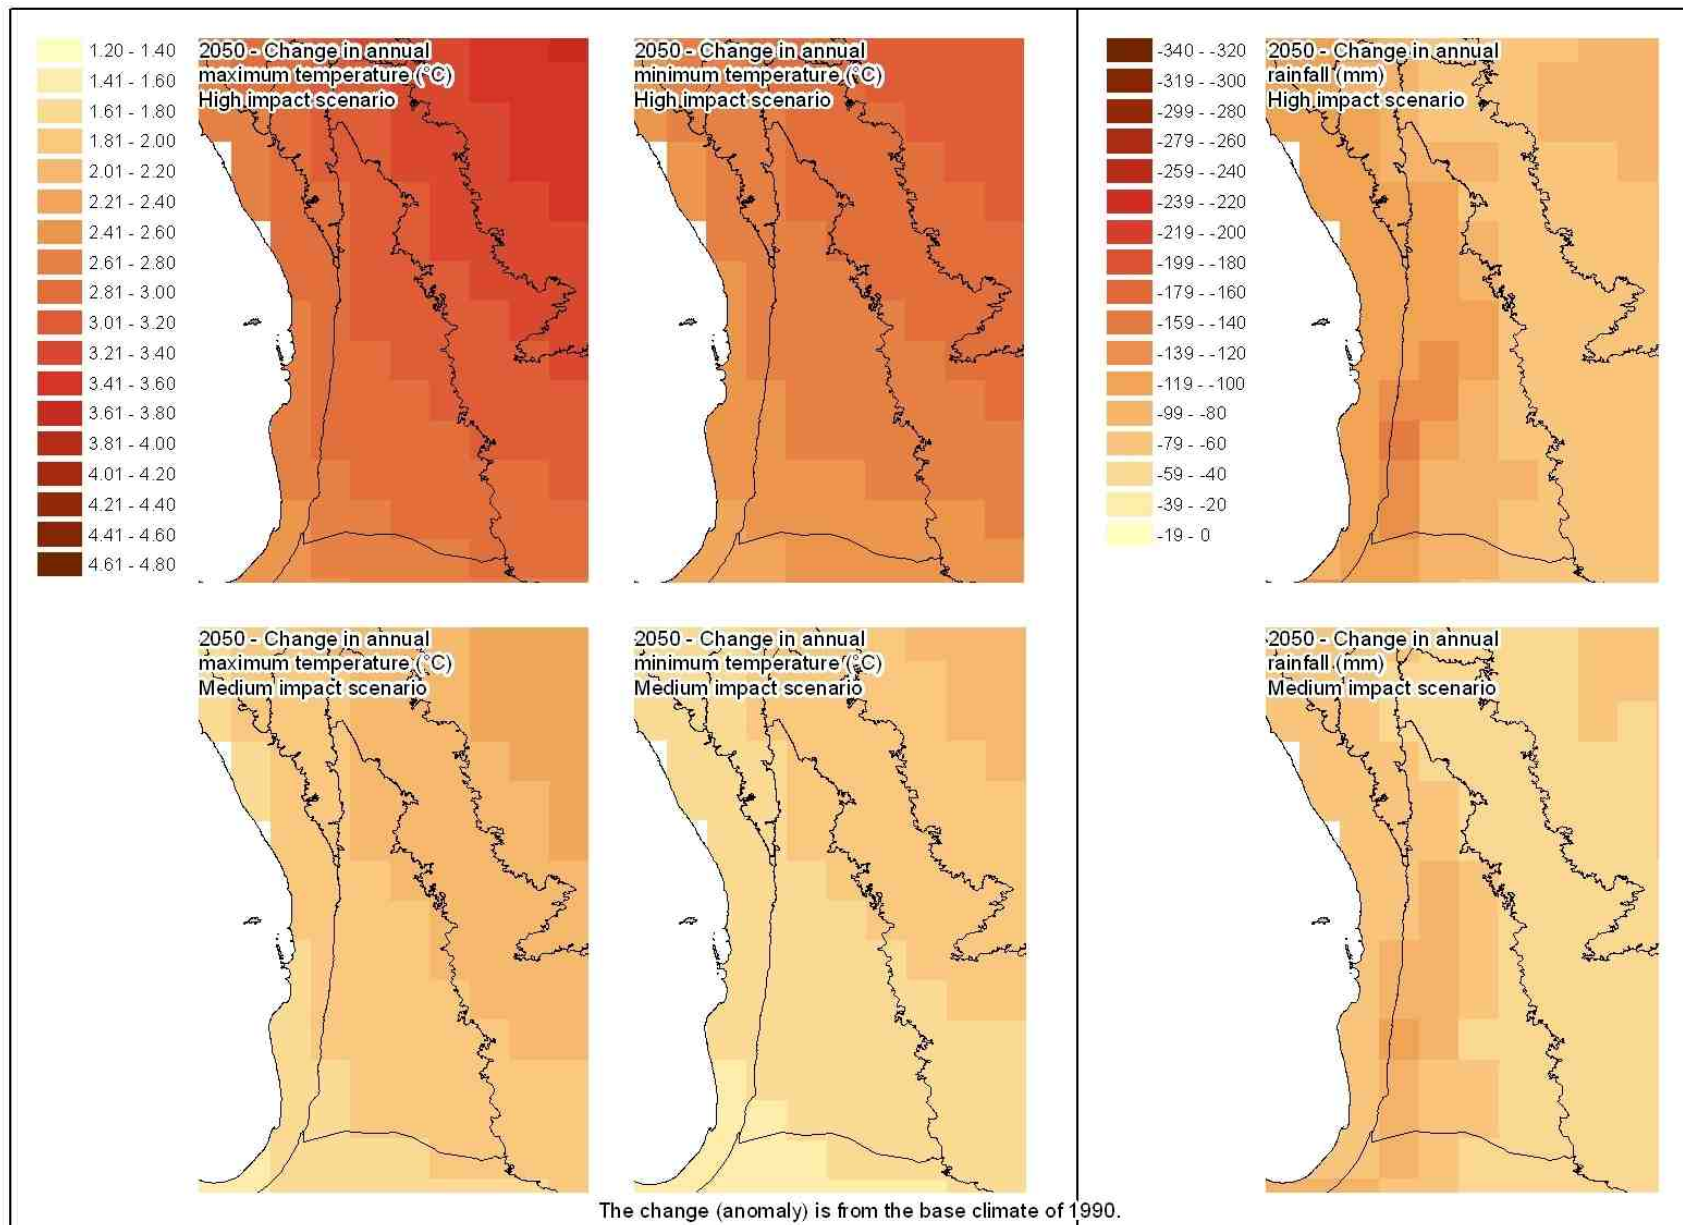 1.20 - 1.40
1.41 - 1.60
1.61 - 1.80
1.81 - 2.00
2.01 - 2.20
2.21 - 2.40
2.41 - 2.60
2.61 - 2.80
2.81 - 3.00
3.01 - 3.20
3.21 - 3.40
3.41 - 3.60
3.61 - 3.80
3.81 - 4.00
4.01 - 4.20
4.21 - 4.40
4.41 - 4.60
4.61 - 4.80
2050 - Change in annual
maximum temperature (°C)
High impact scenario
2050 - Change in annual
minimum temperature (°C)
High impact scenario
-340 - -320
-319 - -300
-299 - -280
-279 - -260
-259 - -240
-239 - -220
-219 - -200
-199 - -180
-179 - -160
-159 - -140
-139 - -120
-119 - -100
-99 - -80
-79 - -60
-59 - -40
-39 - -20
-19 - 0
2050 - Change in annual
rainfall (mm)
High impact scenario
2050 - Change in annual
maximum temperature (°C)
Medium impact scenario
2050 - Change in annual
minimum temperature (°C)
Medium impact scenario
2050 - Change in annual
rainfall (mm)
Medium impact scenario
The change (anomaly) is from the base climate of 1990.